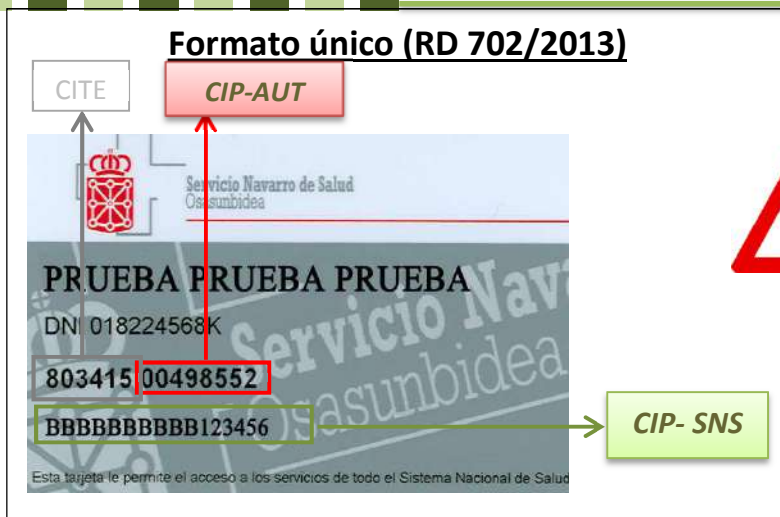 Formato único (RD 702/2013)
CITE
CIP-AUT
Servicio Navarro de Salud
Osasunbidea
PRUEBA PRUEBA PRUEBA
DNI 018224568K
803415 00498552
BBBBBBBBBB123456
CIP- SNS
Servicio Nav
Osasunbidea
Esta tarjeta le permite el acceso a los servicios de todo el Sistema Nacional de Salud